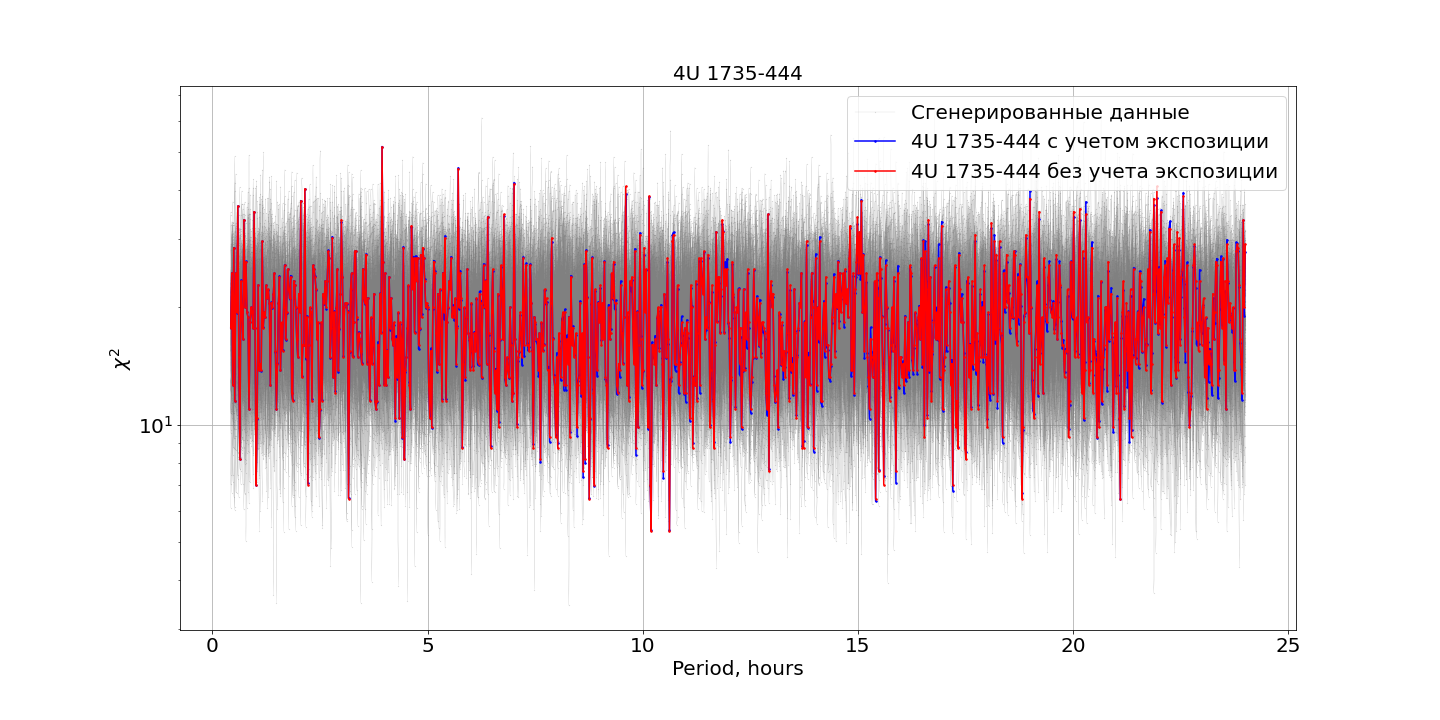 4U 1735-444
Сгенерированные данные
4U 1735-444 с учетом экспозиции
4U 1735-444 без учета экспозиции
χ²
10¹
0 5 10 15 20 25
Period, hours